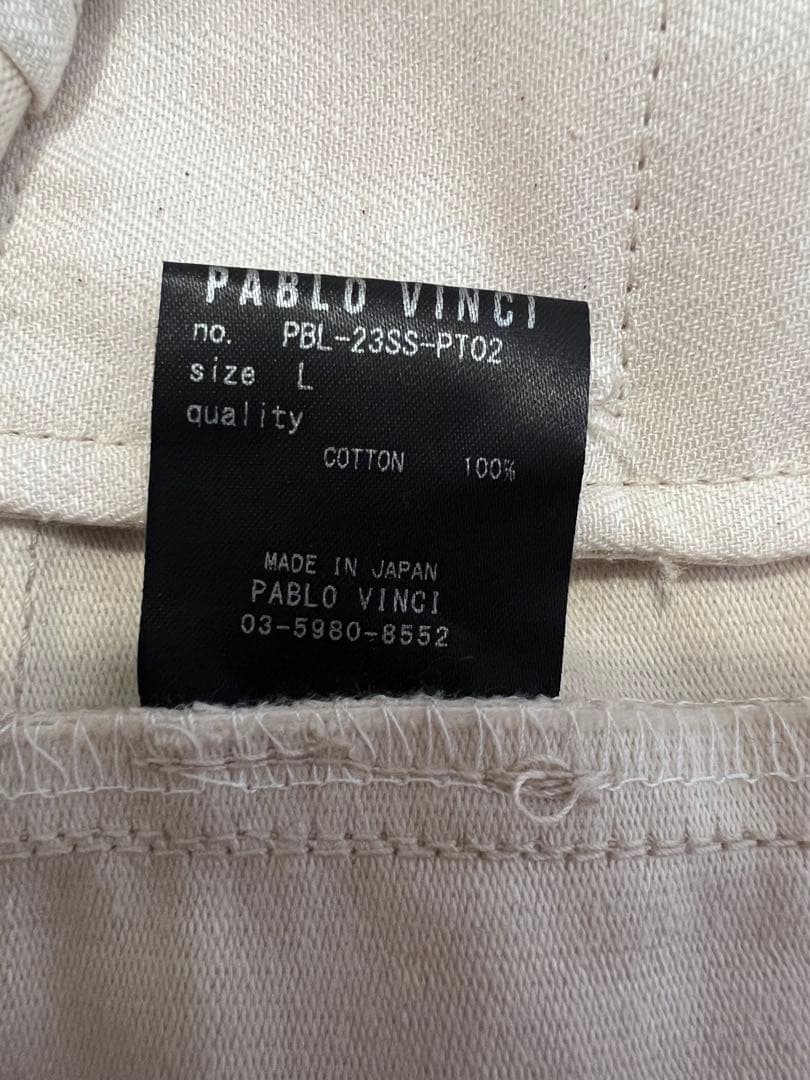 PABLO VINCI
no. PBL-23SS-PT02
size L
quality
COTTON 100%
MADE IN JAPAN
PABLO VINCI
03-5980-8552